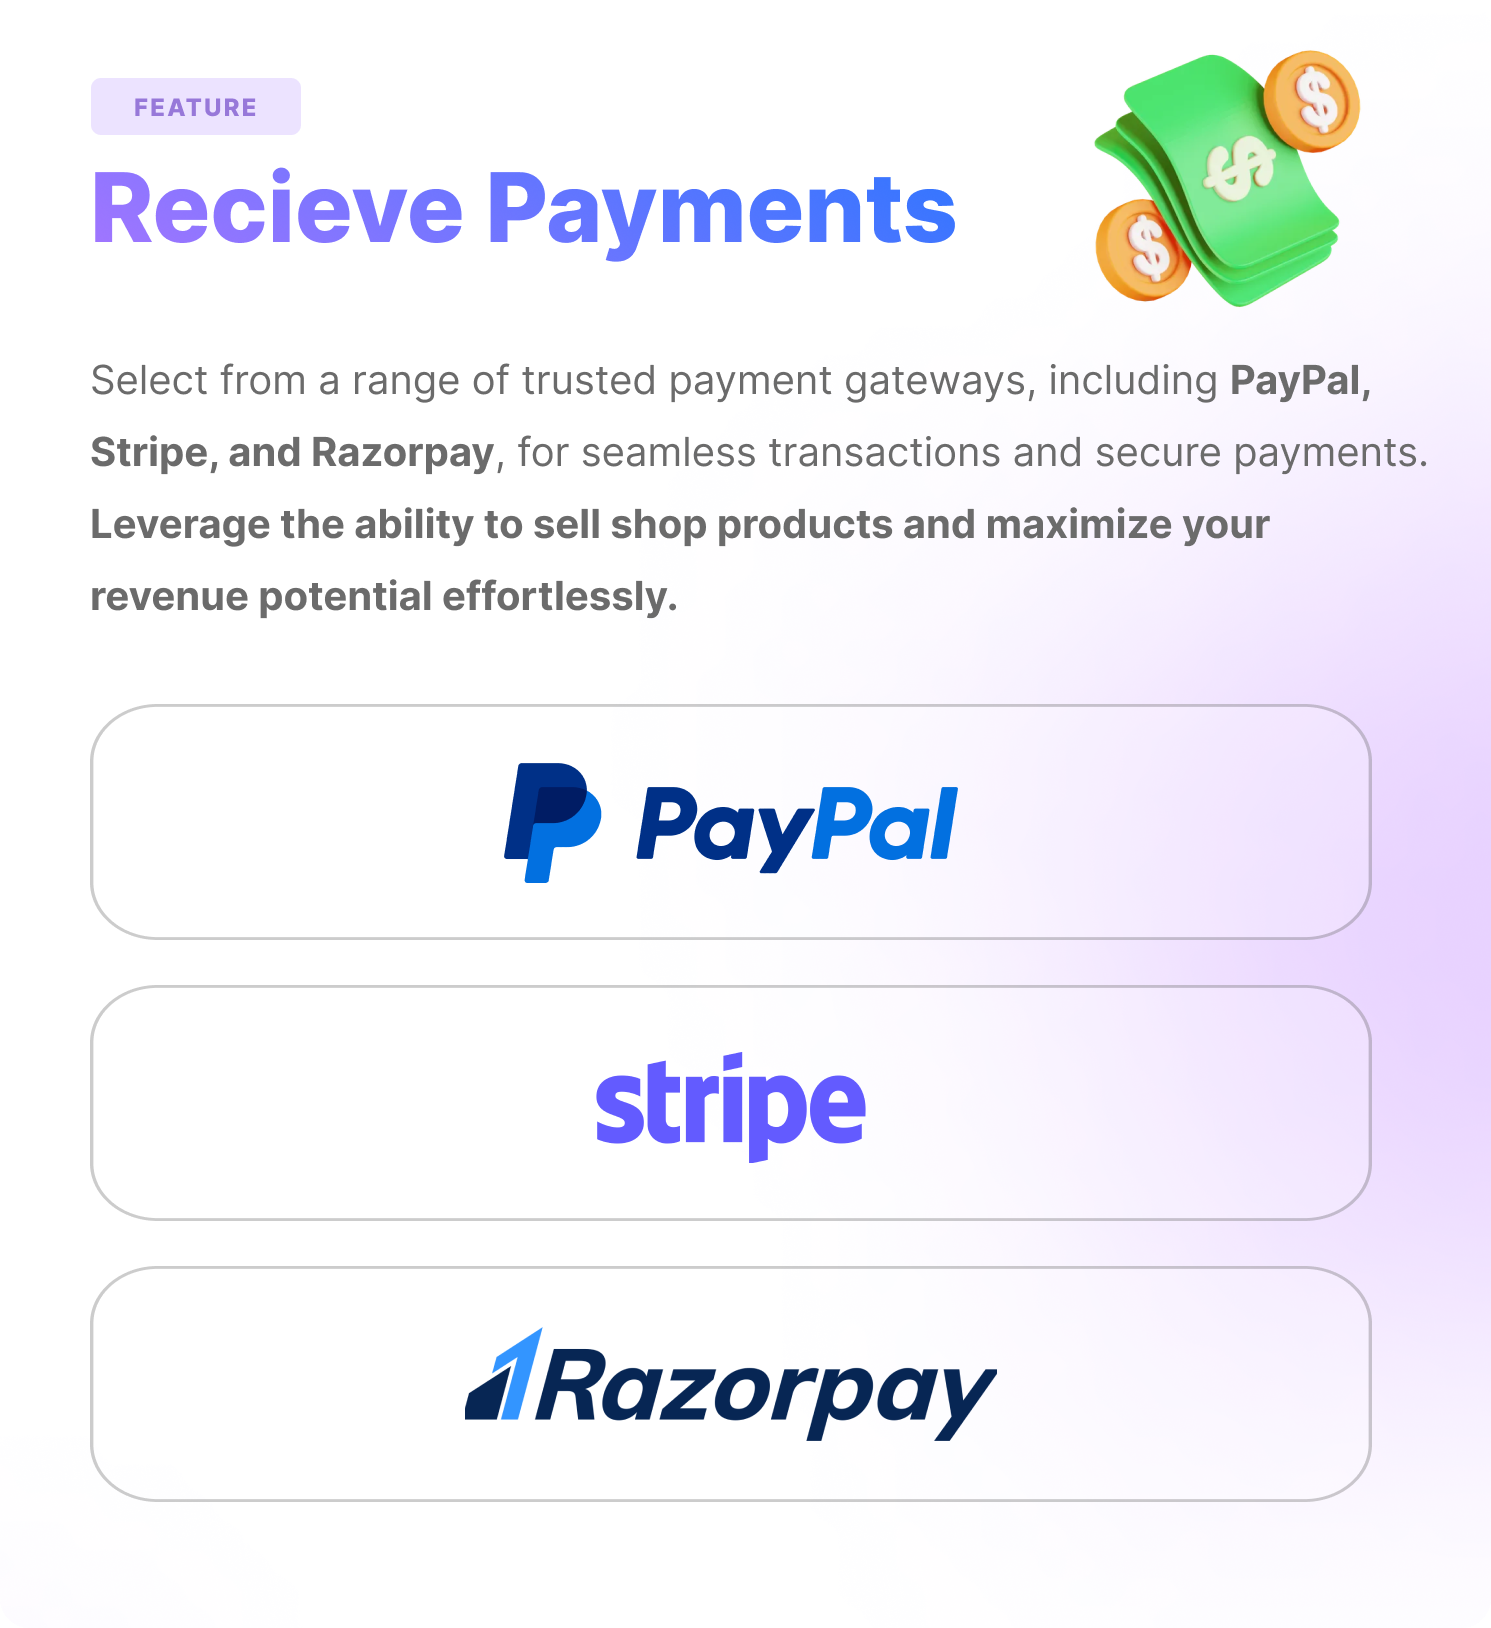 FEATURE
Recieve Payments
$
$
$
Select from a range of trusted payment gateways, including PayPal,
Stripe, and Razorpay, for seamless transactions and secure payments.
Leverage the ability to sell shop products and maximize your
revenue potential effortlessly.
PayPal
stripe
Razorpay